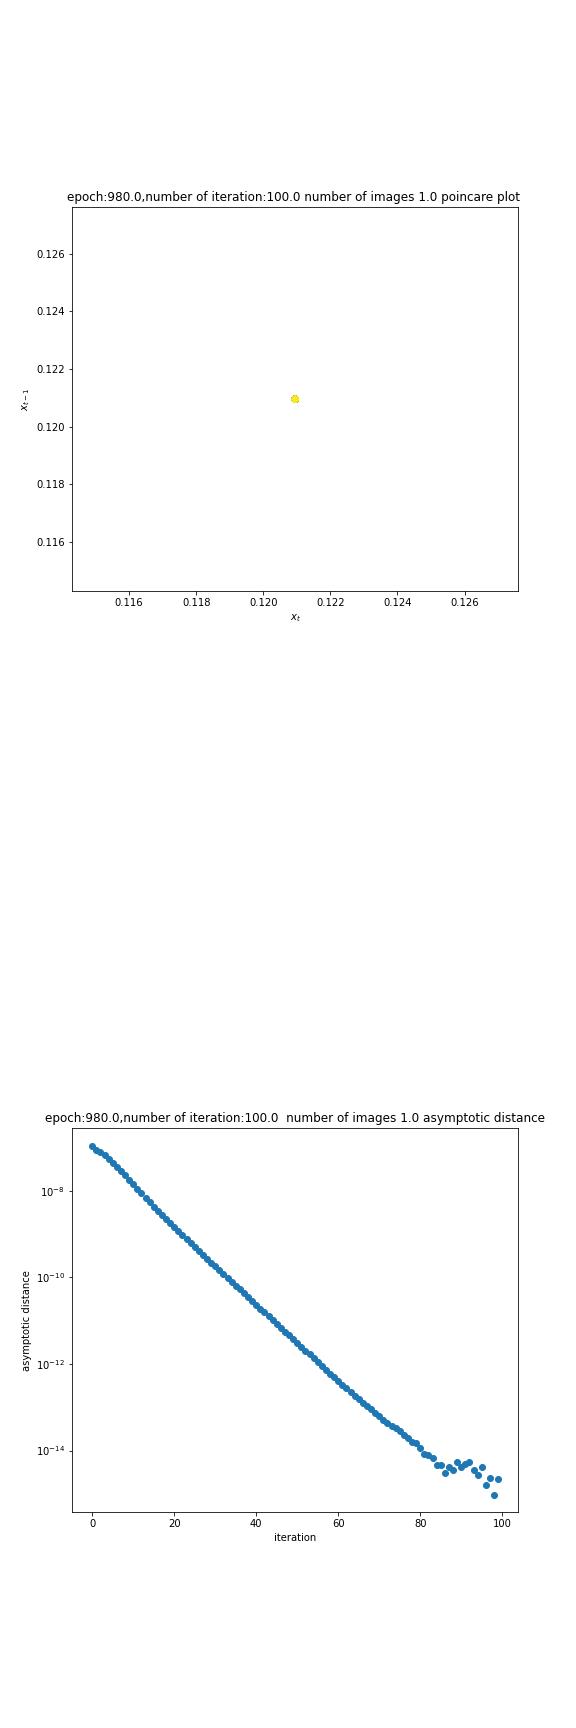 epoch:980.0,number of iteration:100.0 number of images 1.0 poincare plot
0.126
0.124
0.122
0.120
0.118
0.116
x_{t-1}
0.116 0.118 0.120 0.122 0.124 0.126
x_t
epoch:980.0,number of iteration:100.0  number of images 1.0 asymptotic distance
10^{-8}
10^{-10}
10^{-12}
10^{-14}
asymptotic distance
0 20 40 60 80 100
iteration